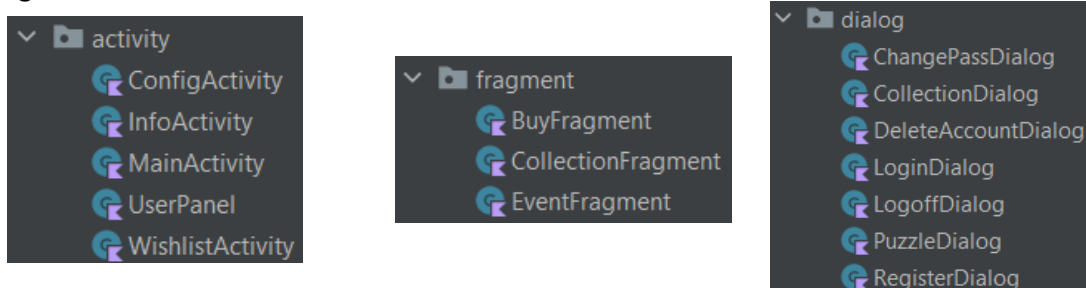 activity
ConfigActivity
InfoActivity
MainActivity
UserPanel
WishlistActivity
fragment
BuyFragment
CollectionFragment
EventFragment
dialog
ChangePassDialog
CollectionDialog
DeleteAccountDialog
LoginDialog
LogoffDialog
PuzzleDialog
RegisterDialog